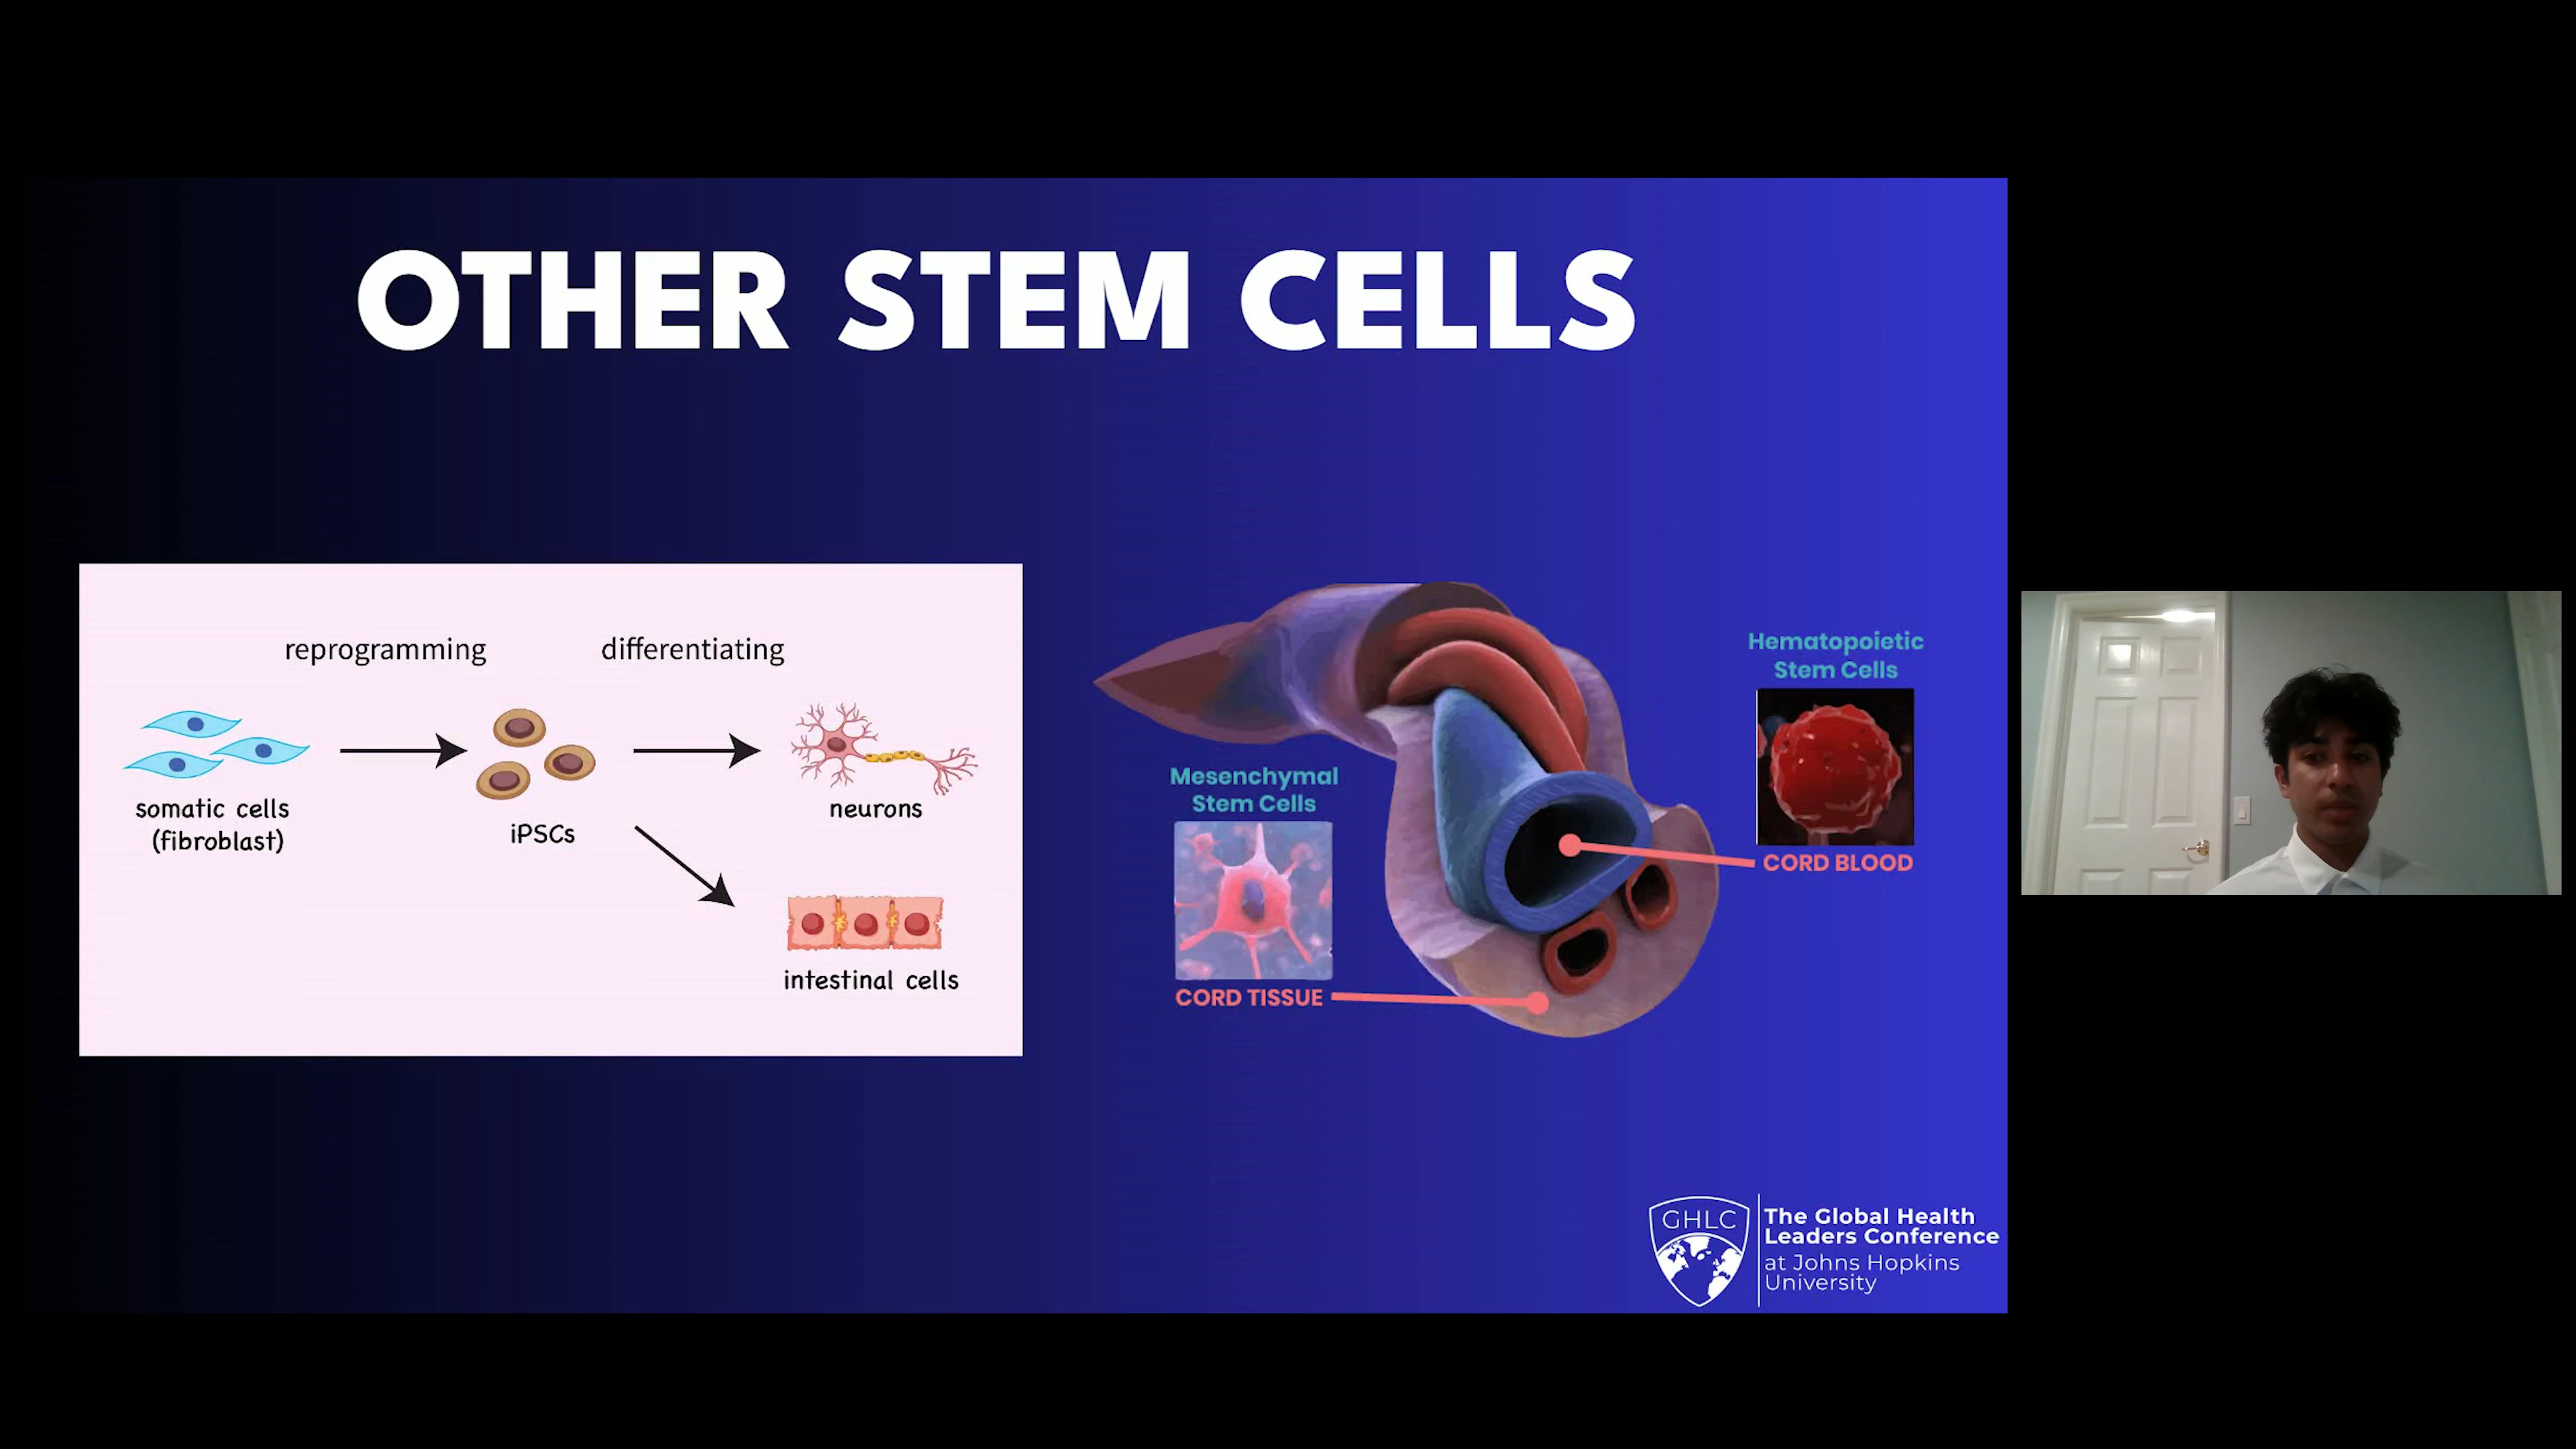 OTHER STEM CELLS
reprogramming
differentiating
somatic cells
(fibroblast)
iPSCs
neurons
intestinal cells
Mesenchymal
Stem Cells
CORD TISSUE
Hematopoietic
Stem Cells
CORD BLOOD
GHLC
The Global Health
Leaders Conference
at Johns Hopkins
University